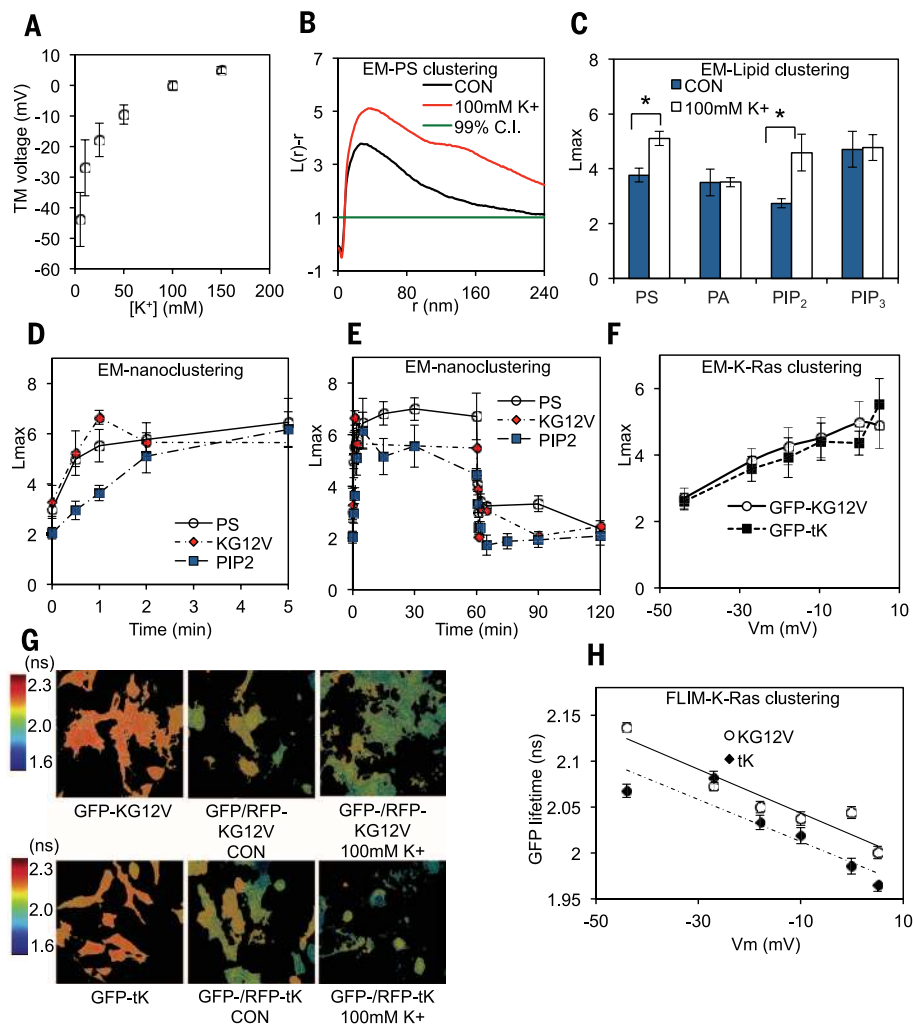 A
TM voltage (mV)
10
0
-10
-20
-30
-40
-50
-60
0 50 100 150 200
[K+] (mM)
B
EM-PS clustering
CON
100mM K+
99% C.I.
L(r)-r
7
5
3
1
-1
0 60 120 180 240
r (nm)
C
EM-Lipid clustering
CON
100mM K+
* *
Lmax
8
6
4
2
0
PS PA PIP2 PIP3
D
EM-nanoclustering
Lmax
8
6
4
2
0
PS
KG12V
PIP2
0 1 2 3 4 5
Time (min)
E
EM-nanoclustering
PS
KG12V
PIP2
Lmax
8
6
4
2
0
0 30 60 90 120
Time (min)
F
EM-K-Ras clustering
Lmax
6
4
2
0
GFP-KG12V
GFP-tK
-50 -30 -10 10
Vm (mV)
G
(ns)
2.3
2.0
1.6
GFP-KG12V
GFP/RFP-
KG12V
CON
GFP-/RFP-
KG12V
100mM K+
(ns)
2.3
2.0
1.6
GFP-tK
GFP-/RFP-tK
CON
GFP-/RFP-tK
100mM K+
H
FLIM-K-Ras clustering
KG12V
tK
GFP lifetime (ns)
2.15
2.1
2.05
2
1.95
-50 -30 -10 10
Vm (mV)